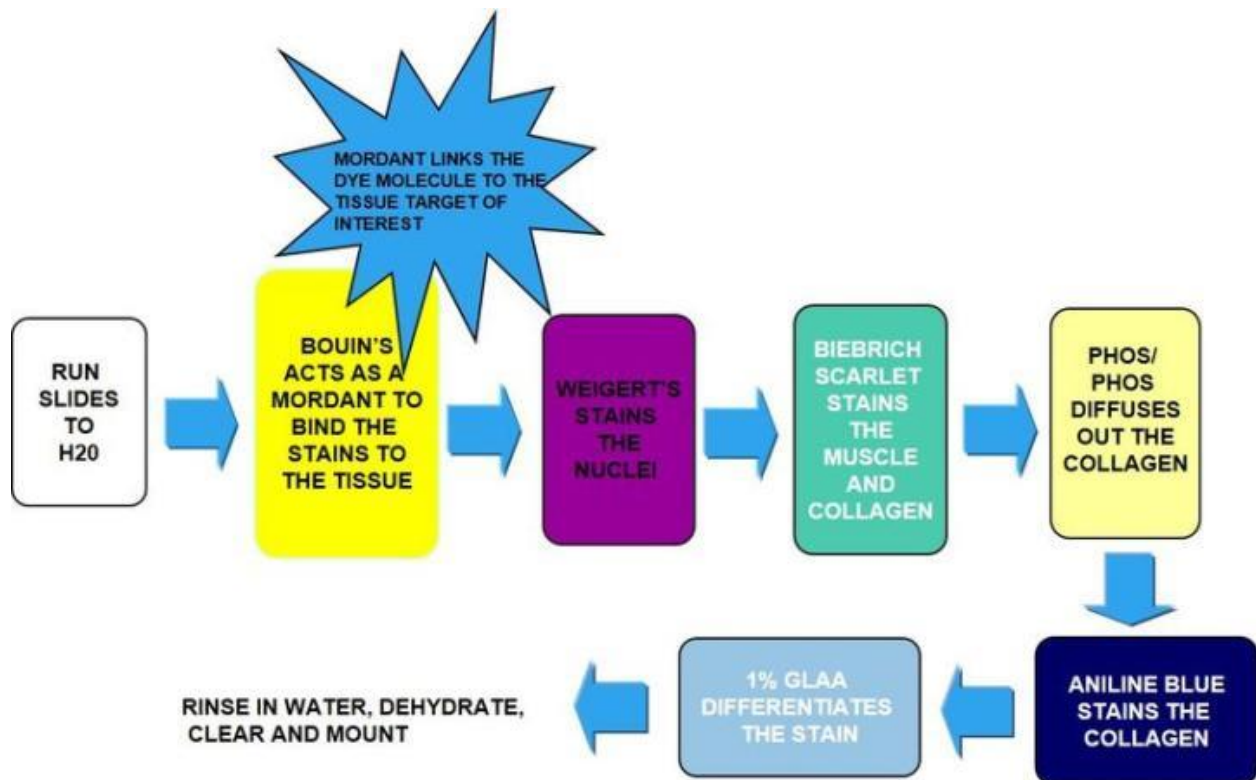 MORDANT LINKS THE
DYE MOLECULE TO THE
TISSUE TARGET OF
INTEREST
RUN
SLIDES
TO
H20
BOUIN'S
ACTS AS A
MORDANT TO
BIND THE
STAINS TO
THE TISSUE
WEIGERT'S
STAINS
THE
NUCLEI
BIEBRICH
SCARLET
STAINS
THE
MUSCLE
AND
COLLAGEN
PHOS/
PHOS
DIFFUSES
OUT THE
COLLAGEN
ANILINE BLUE
STAINS THE
COLLAGEN
1% GLAA
DIFFERENTIATES
THE STAIN
RINSE IN WATER, DEHYDRATE,
CLEAR AND MOUNT